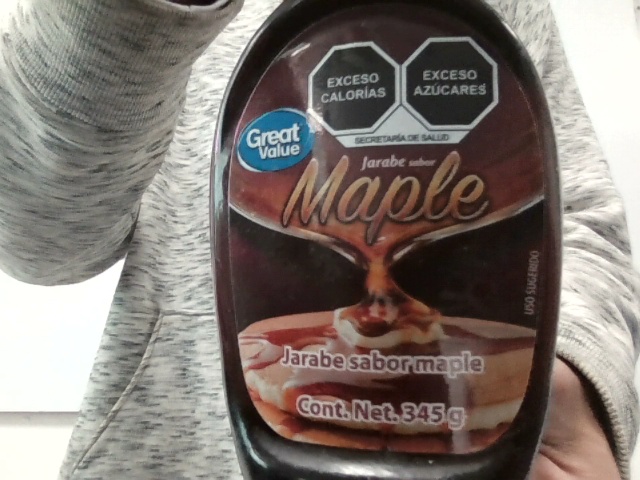 EXCESO
CALORÍAS
EXCESO
AZÚCARES
SECRETARÍA DE SALUD
Great
Value
Jarabe sabor
Maple
USO SUGERIDO
Jarabe sabor maple
Cont. Net. 345 g